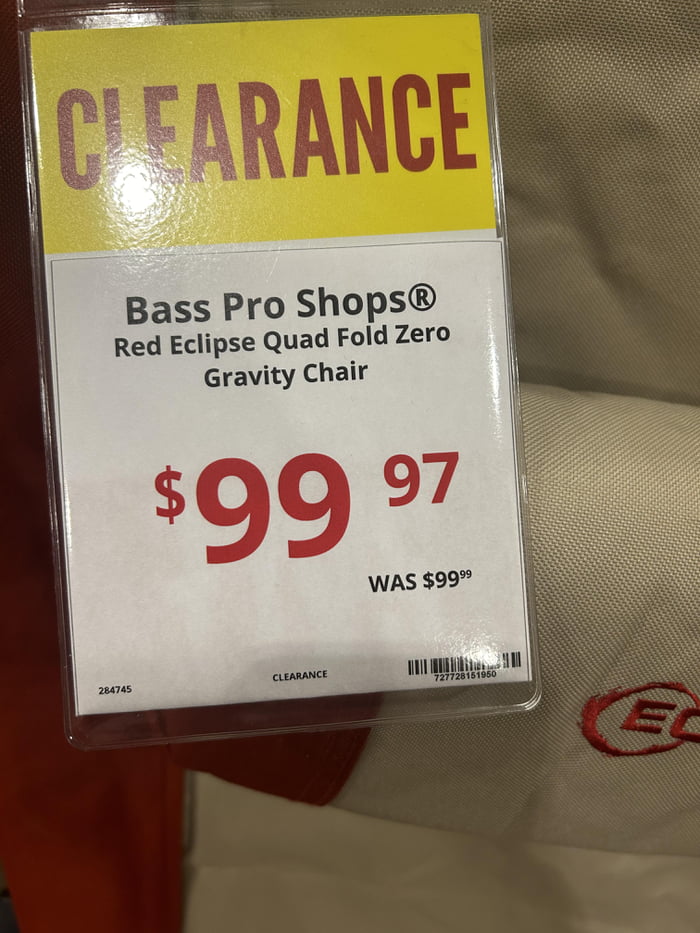 CLEARANCE
Bass Pro Shops®
Red Eclipse Quad Fold Zero
Gravity Chair
$99 97
WAS $99 99
284745
CLEARANCE
727728151950